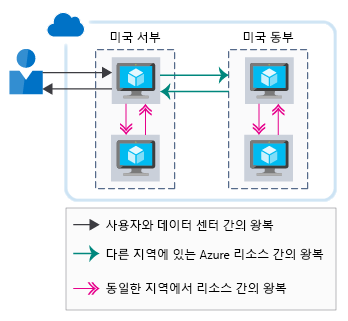 미국 서부
미국 동부
사용자와 데이터 센터 간의 왕복
다른 지역에 있는 Azure 리소스 간의 왕복
동일한 지역에서 리소스 간의 왕복